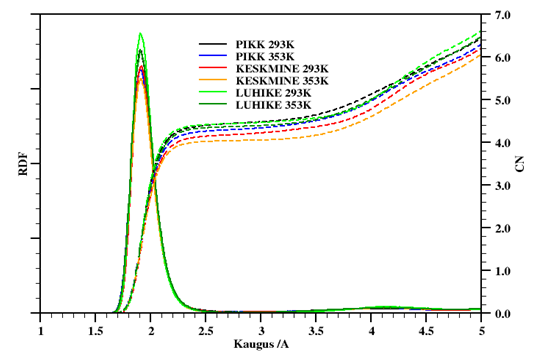 7.0
PIKK 293K
PIKK 353K
KESKMINE 293K
KESKMINE 353K
LUHIKE 293K
LUHIKE 353K
6.0
5.0
4.0
3.0
2.0
1.0
0.0
RDF
CN
1 1.5 2 2.5 3 3.5 4 4.5 5
Kaugus /A